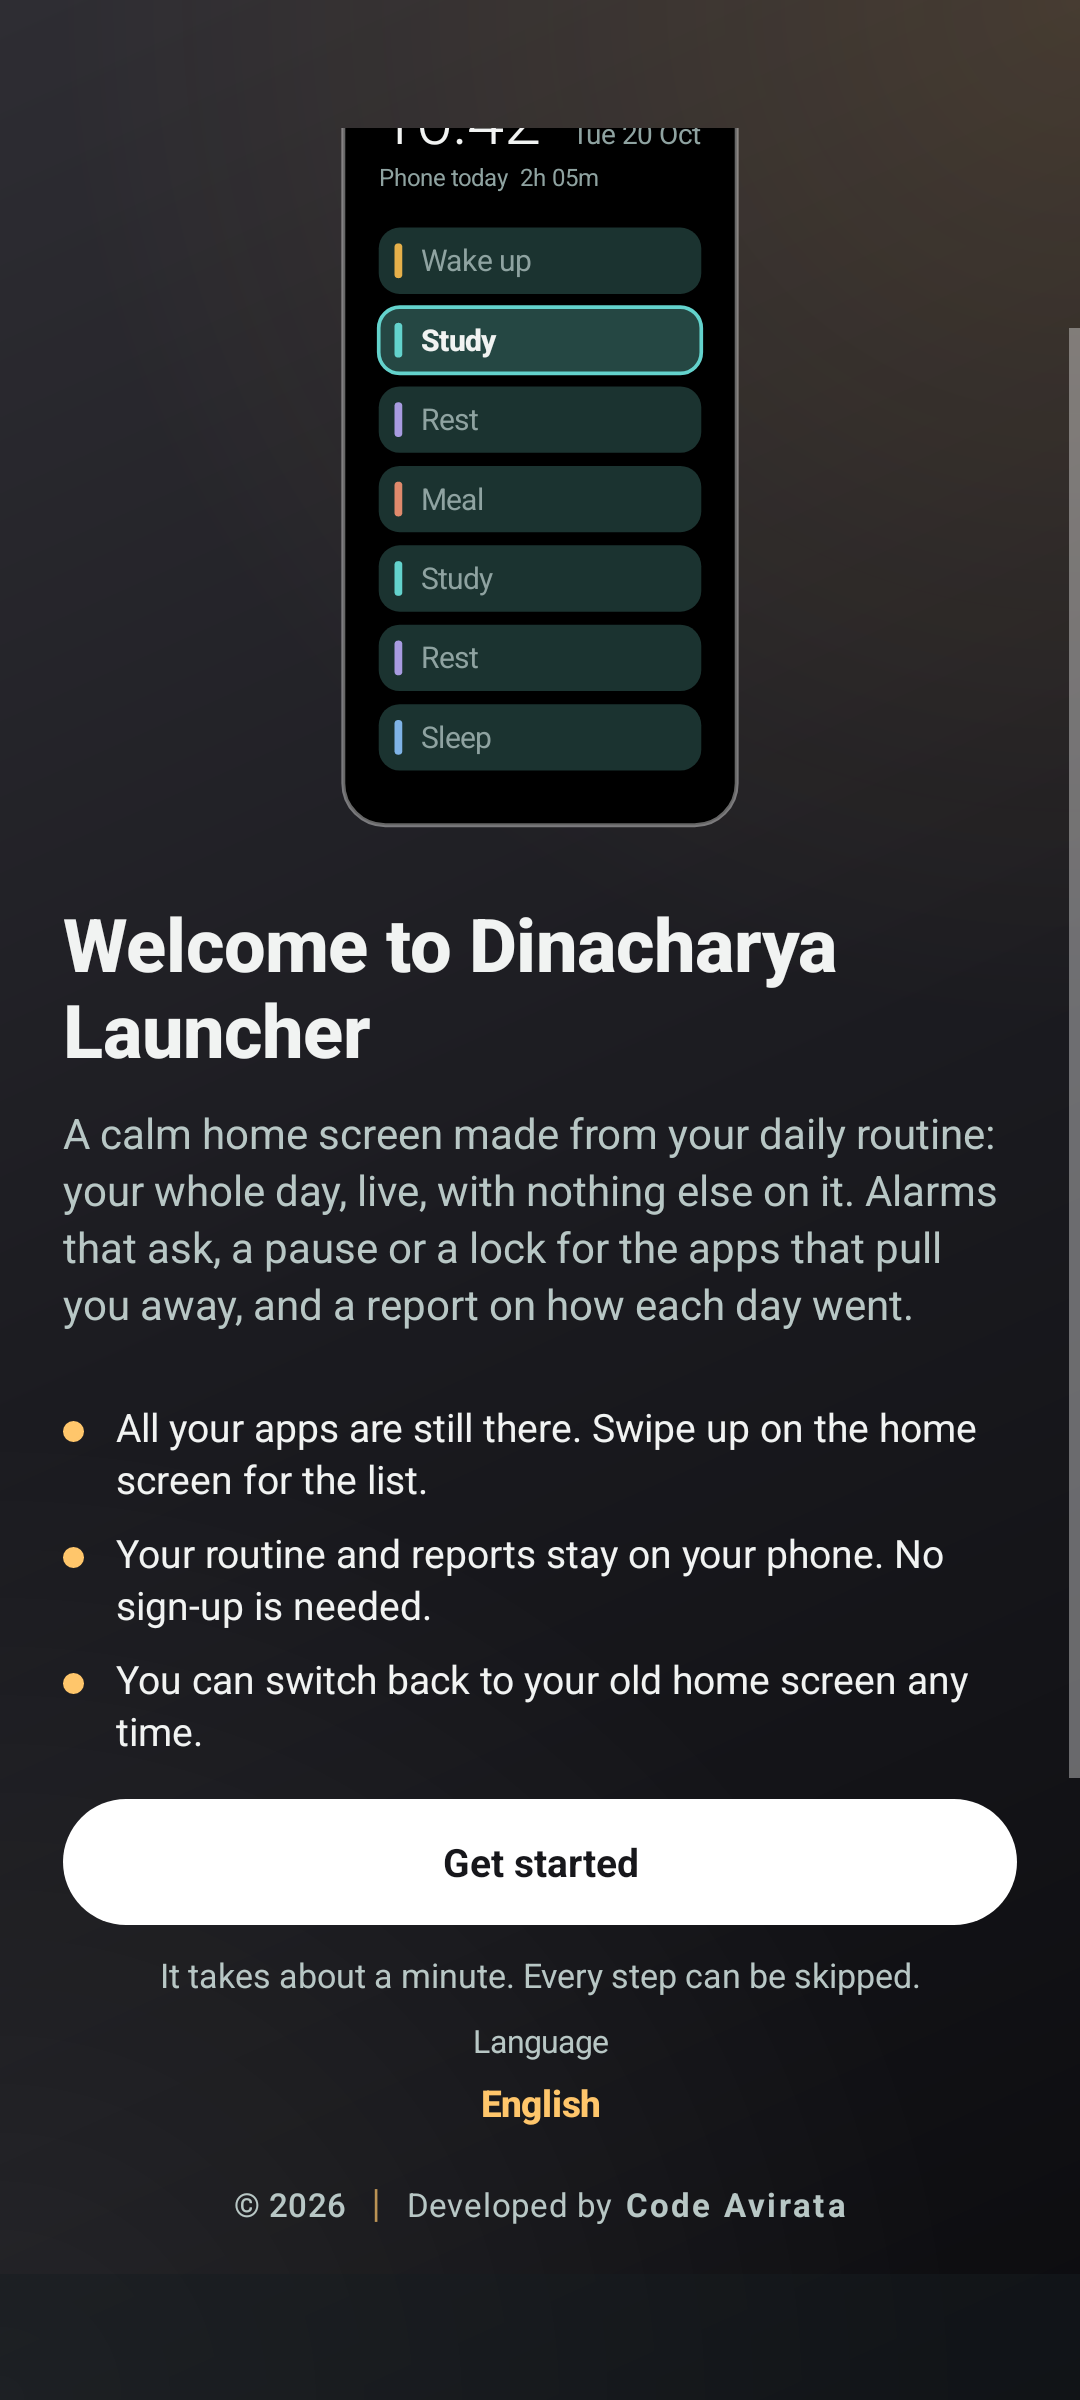 10:42 Tue 20 Oct
Phone today 2h 05m
Wake up
Study
Rest
Meal
Study
Rest
Sleep
Welcome to Dinacharya
Launcher
A calm home screen made from your daily routine:
your whole day, live, with nothing else on it. Alarms
that ask, a pause or a lock for the apps that pull
you away, and a report on how each day went.
All your apps are still there. Swipe up on the home
screen for the list.
Your routine and reports stay on your phone. No
sign-up is needed.
You can switch back to your old home screen any
time.
Get started
It takes about a minute. Every step can be skipped.
Language
English
© 2026 | Developed by Code Avirata